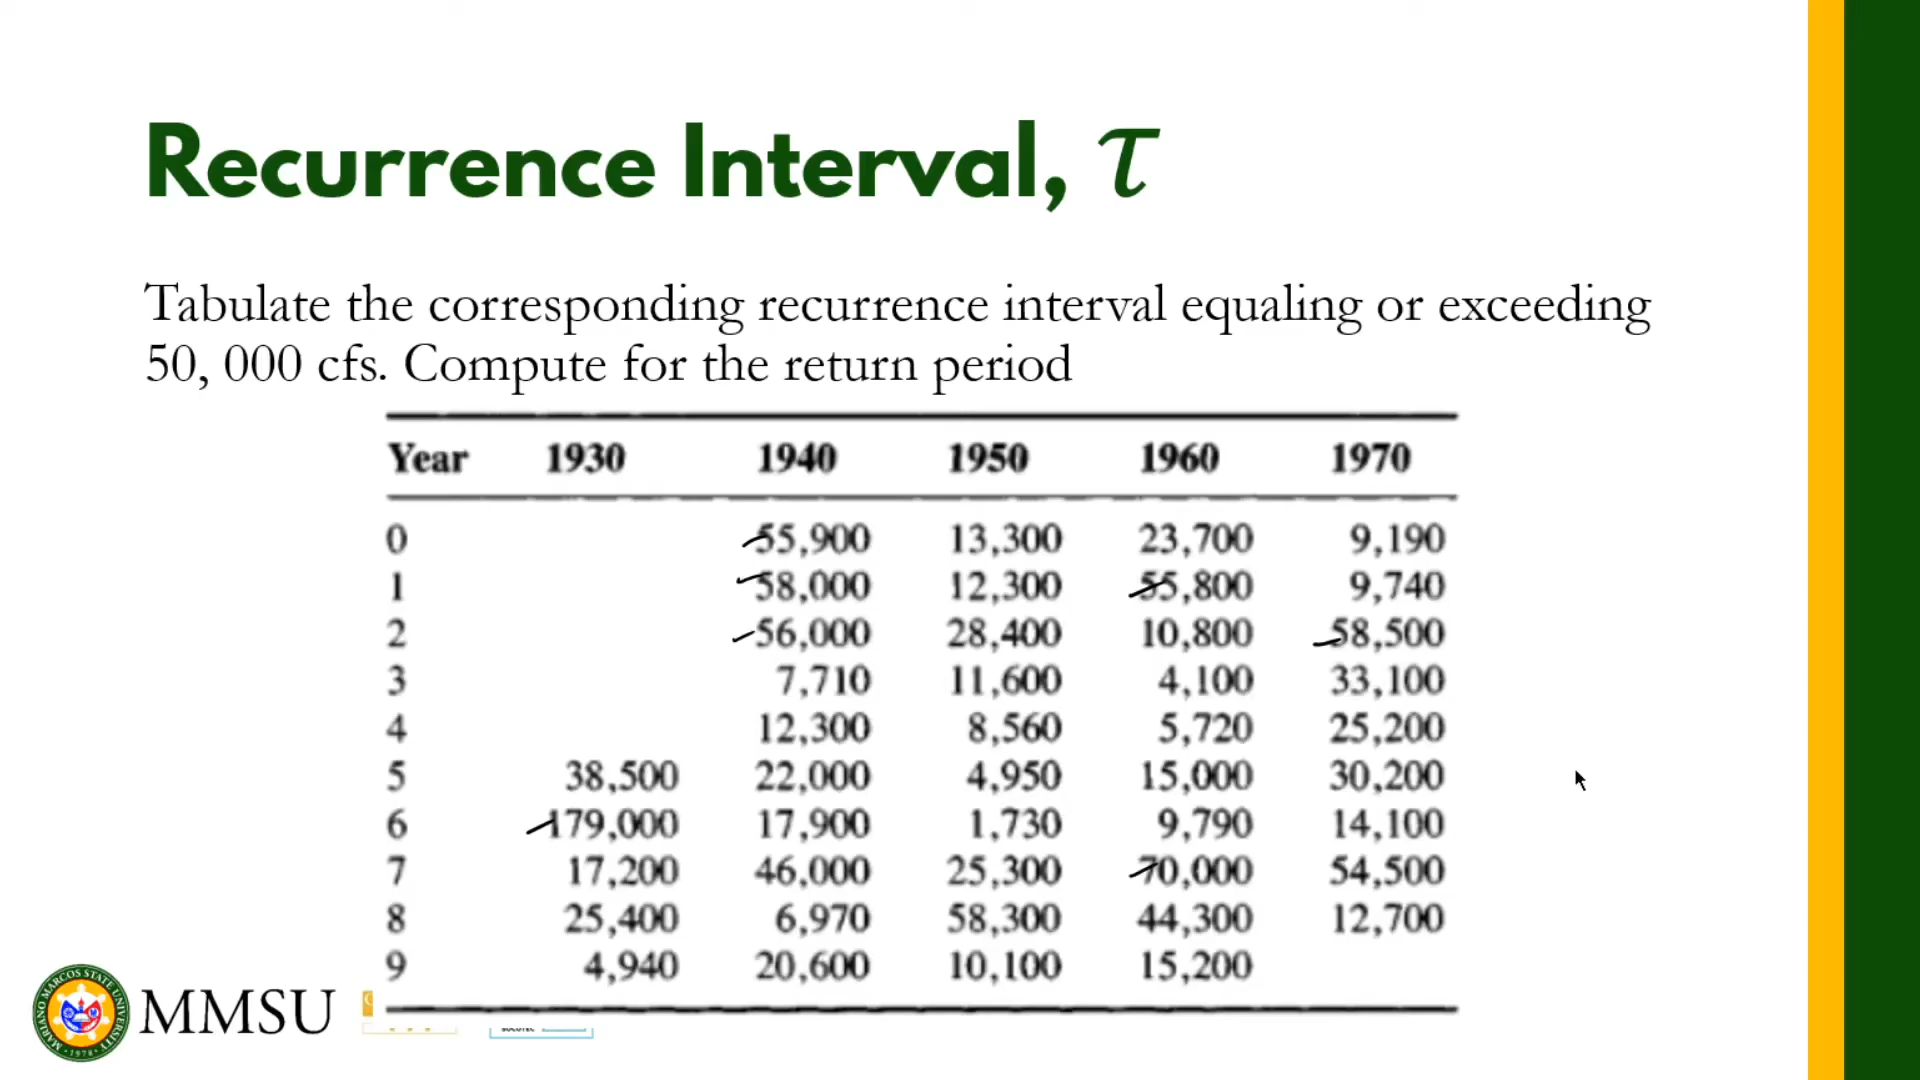 Recurrence Interval, τ
Tabulate the corresponding recurrence interval equaling or exceeding
50, 000 cfs. Compute for the return period
Year 1930 1940 1950 1960 1970
0 55,900 13,300 23,700 9,190
1 58,000 12,300 55,800 9,740
2 56,000 28,400 10,800 58,500
3 7,710 11,600 4,100 33,100
4 12,300 8,560 5,720 25,200
5 38,500 22,000 4,950 15,000 30,200
6 179,000 17,900 1,730 9,790 14,100
7 17,200 46,000 25,300 70,000 54,500
8 25,400 6,970 58,300 44,300 12,700
9 4,940 20,600 10,100 15,200
MARIANO MARCOS STATE UNIVERSITY
1978
MMSU